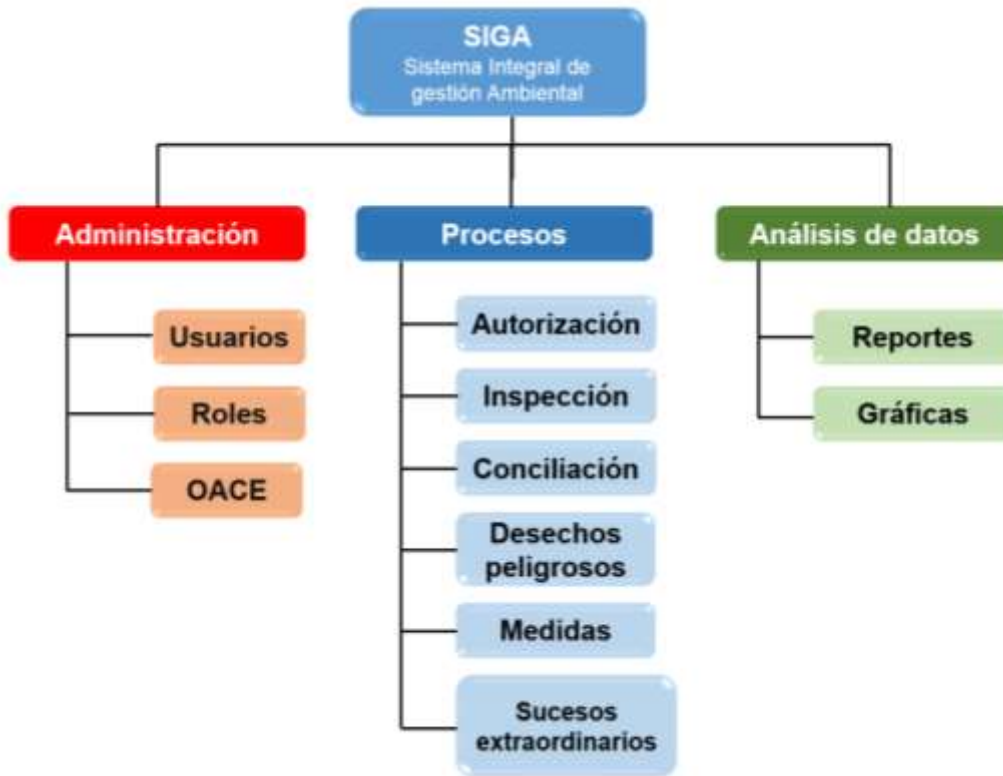 SIGA
Sistema Integral de
gestión Ambiental
Administración
Usuarios
Roles
OACE
Procesos
Autorización
Inspección
Conciliación
Desechos
peligrosos
Medidas
Sucesos
extraordinarios
Análisis de datos
Reportes
Gráficas